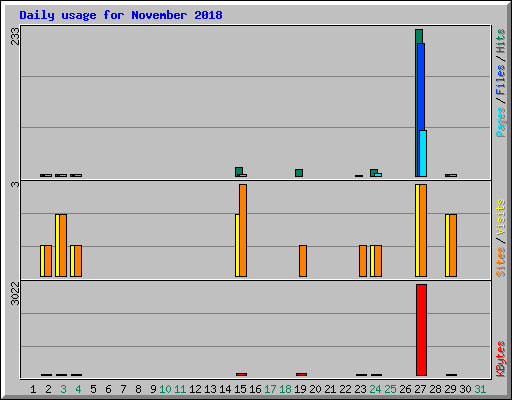 Daily usage for November 2018
233
Pages/Files/Hits
3
Sites/Visits
3022
KBytes
1 2 3 4 5 6 7 8 9 10 11 12 13 14 15 16 17 18 19 20 21 22 23 24 25 26 27 28 29 30 31